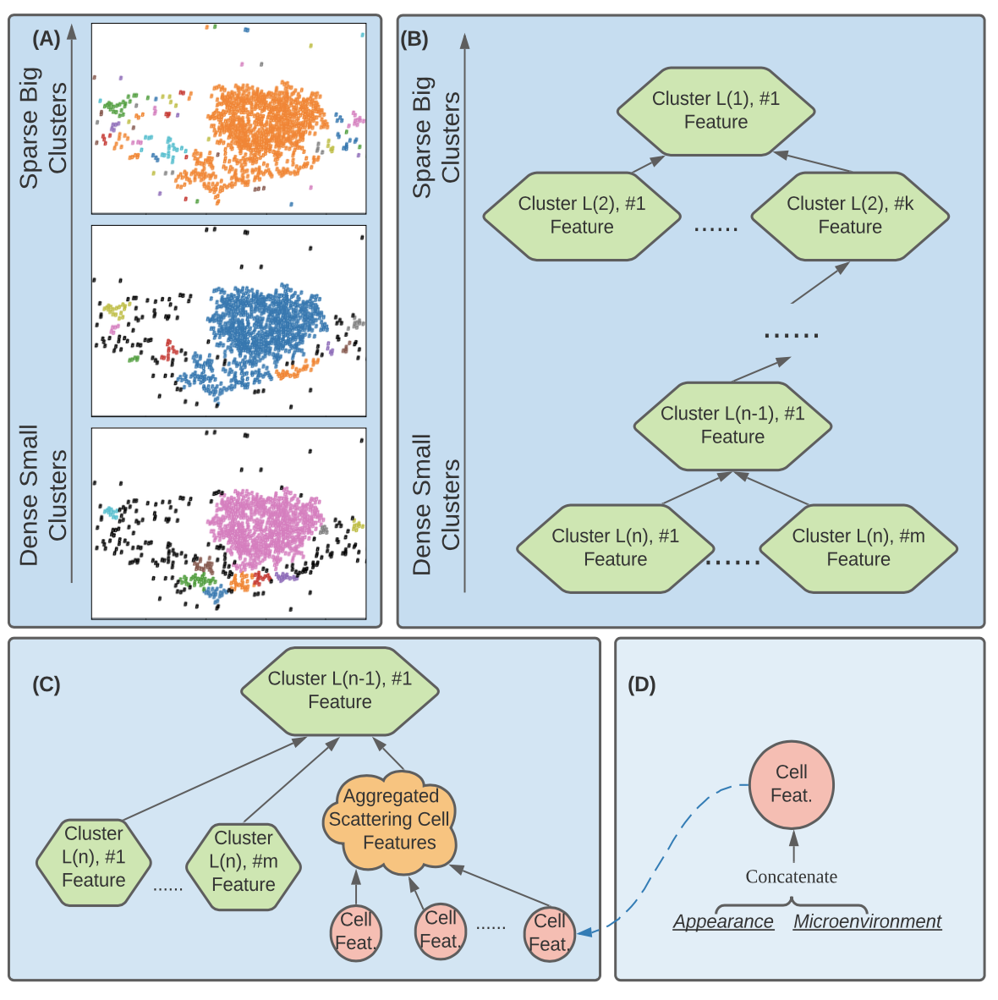 (A)
Sparse Big
Clusters
Dense Small
Clusters
(B)
Sparse Big
Clusters
Dense Small
Clusters
Cluster L(1), #1
Feature
Cluster L(2), #1
Feature
......
Cluster L(2), #k
Feature
......
Cluster L(n-1), #1
Feature
Cluster L(n), #1
Feature
......
Cluster L(n), #m
Feature
(C)
Cluster L(n-1), #1
Feature
Cluster
L(n), #1
Feature
......
Cluster
L(n), #m
Feature
Aggregated
Scattering Cell
Features
Cell
Feat.
Cell
Feat.
......
Cell
Feat.
(D)
Cell
Feat.
Concatenate
Appearance
Microenvironment